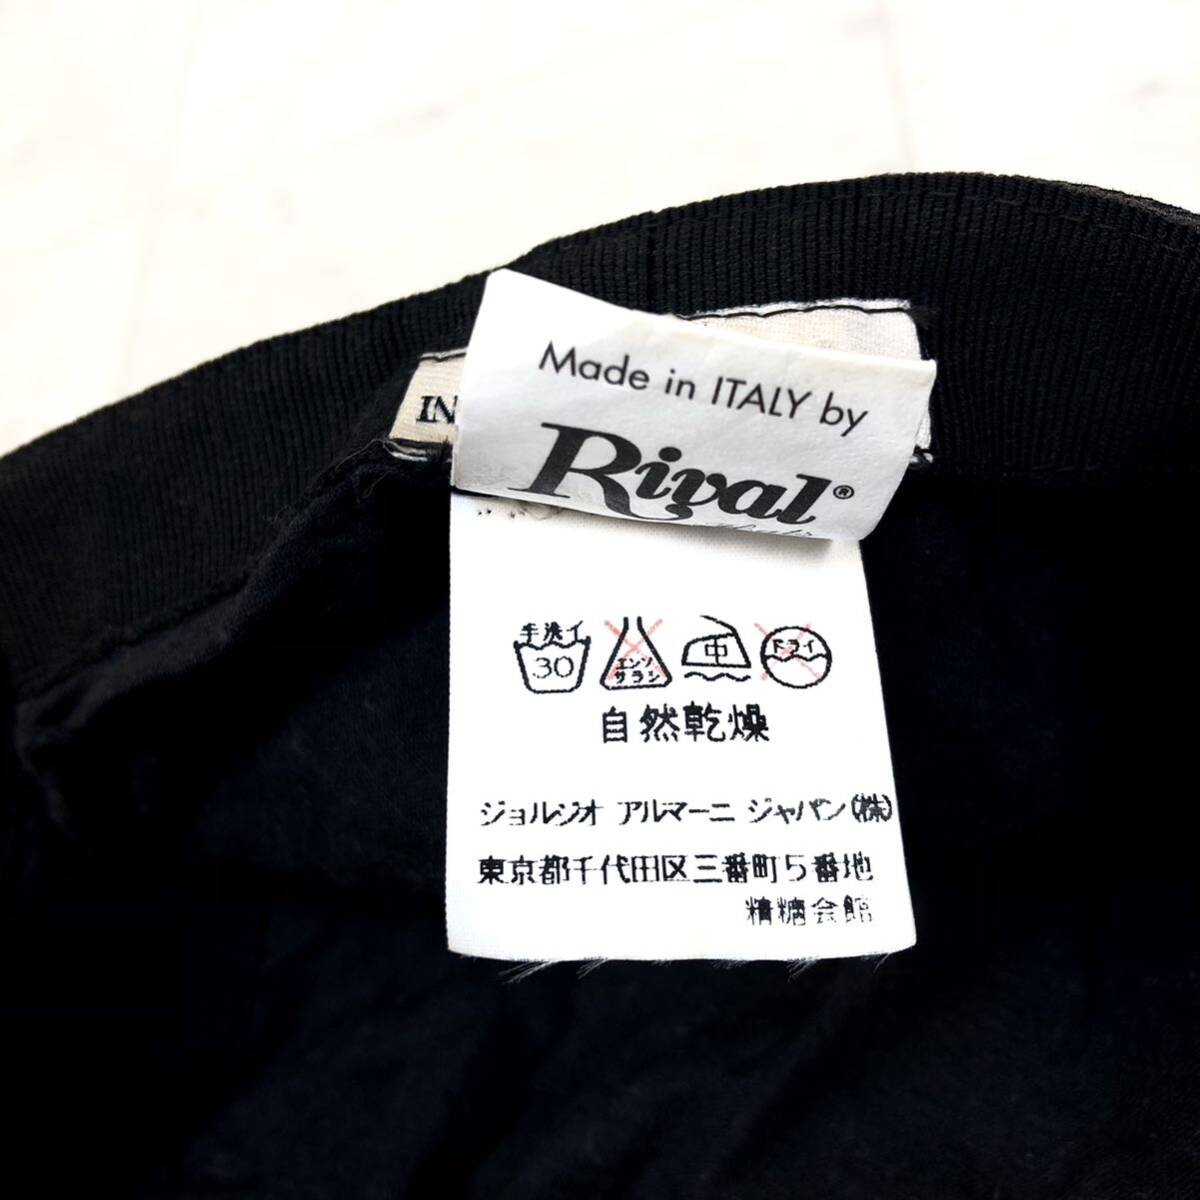 Made in ITALY by
IN
Rival®
手洗イ
30
エンソ
サラシ
中
ドライ
自然乾燥
ジョルジオ アルマーニ ジャパン(株)
東京都千代田区三番町5番地
精糖会館